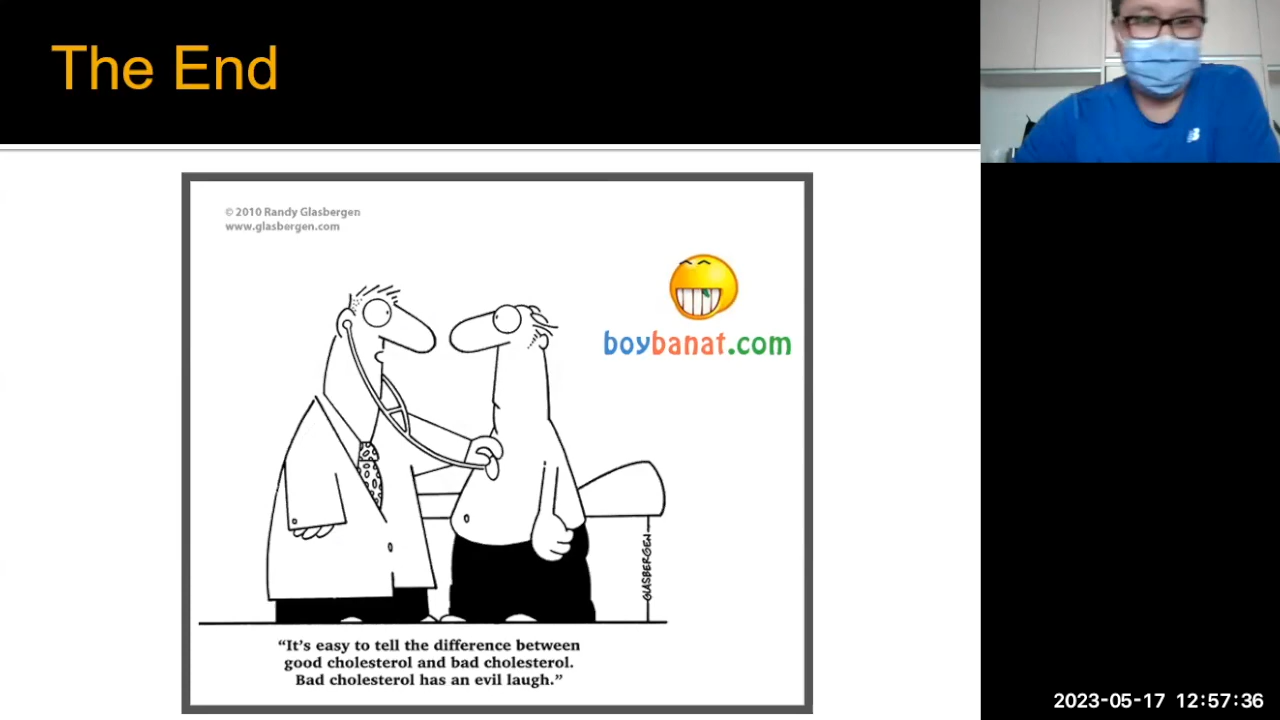 The End
© 2010 Randy Glasbergen
www.glasbergen.com
boybanat.com
GLASBERGEN
“It’s easy to tell the difference between
good cholesterol and bad cholesterol.
Bad cholesterol has an evil laugh.”
2023-05-17 12:57:36